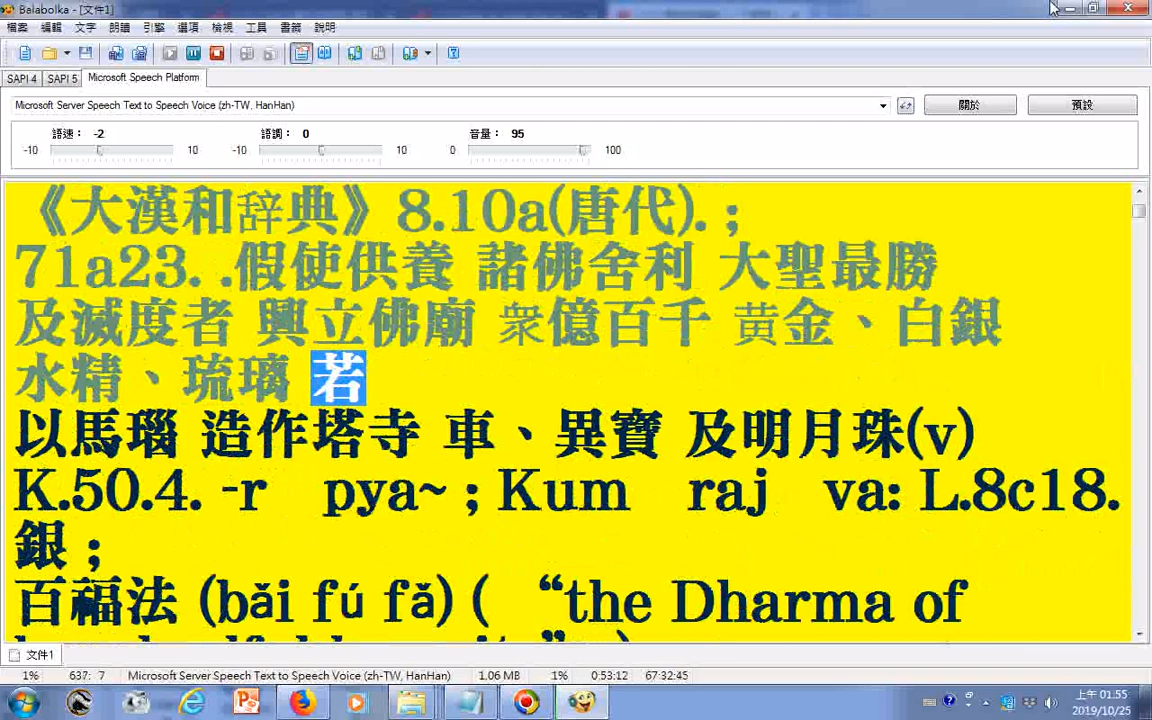 Balabolka - [文件1]
檔案 編輯 文字 朗讀 引擎 選項 檢視 工具 書籤 說明
SAPI 4 SAPI 5 Microsoft Speech Platform
Microsoft Server Speech Text to Speech Voice (zh-TW, HanHan) 關於 預設
語速： -2 語調： 0 音量： 95
-10 10 -10 10 0 100
《大漢和辞典》8.10a(唐代). ;
71a23. .假使供養 諸佛舍利 大聖最勝
及滅度者 興立佛廟 衆億百千 黄金、白銀
水精、琉璃 若
以馬瑙 造作塔寺 車、異寶 及明月珠(v)
K.50.4. -r pya~ ; Kum raj va: L.8c18.
銀 ;
百福法 (bǎi fú fǎ) ( “the Dharma of
文件1
1% 637: 7 Microsoft Server Speech Text to Speech Voice (zh-TW, HanHan) 1.06 MB 1% 0:53:12 67:32:45
上午 01:55
2019/10/25